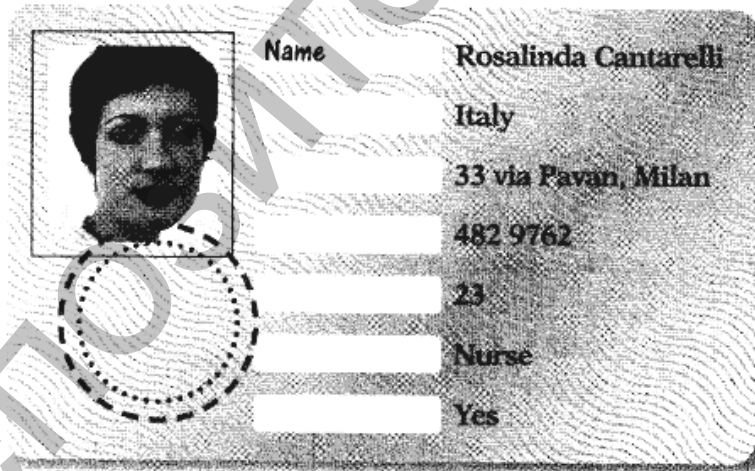 Name Rosalinda Cantarelli
Italy
33 via Pavan, Milan
482 9762
23
Nurse
Yes